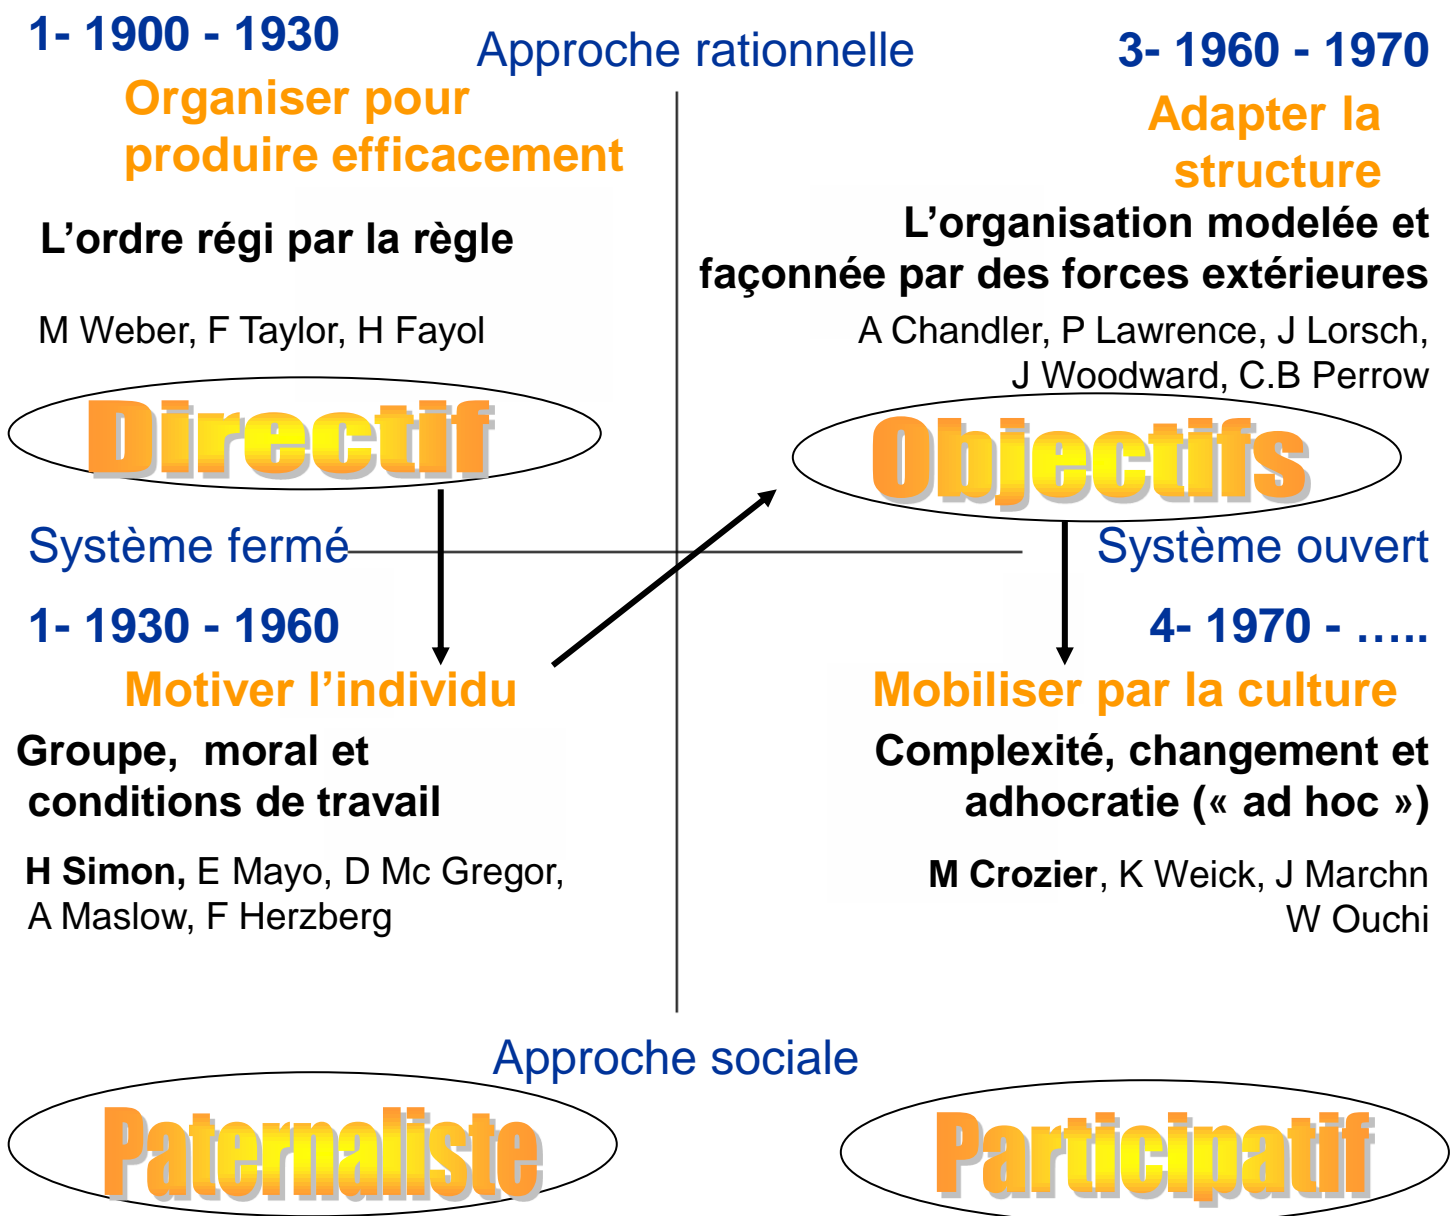 1- 1900 - 1930
Approche rationnelle
3- 1960 - 1970
Organiser pour
produire efficacement
Adapter la
structure
L’ordre régi par la règle
L’organisation modelée et
façonnée par des forces extérieures
M Weber, F Taylor, H Fayol
A Chandler, P Lawrence, J Lorsch,
J Woodward, C.B Perrow
Directif
Objectifs
Système fermé
Système ouvert
1- 1930 - 1960
4- 1970 - …..
Motiver l’individu
Mobiliser par la culture
Groupe, moral et
conditions de travail
Complexité, changement et
adhocratie (« ad hoc »)
H Simon, E Mayo, D Mc Gregor,
A Maslow, F Herzberg
M Crozier, K Weick, J Marchn
W Ouchi
Approche sociale
Paternaliste
Participatif